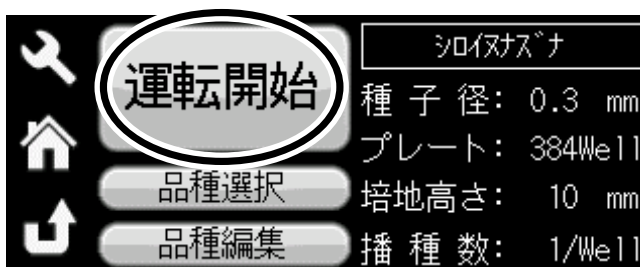 運転開始
品種選択
品種編集
シロイヌナズナ
種 子 径: 0.3 mm
プレート: 384Well
培地高さ: 10 mm
播 種 数: 1/Well